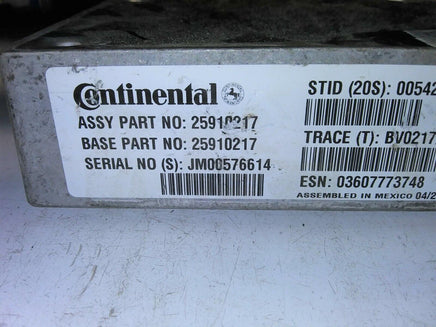 Continental
ASSY PART NO: 25910217
BASE PART NO: 25910217
SERIAL NO (S): JM00576614
STID (20S): 00542
TRACE (T): BV0217
ESN: 03607773748
ASSEMBLED IN MEXICO 04/2